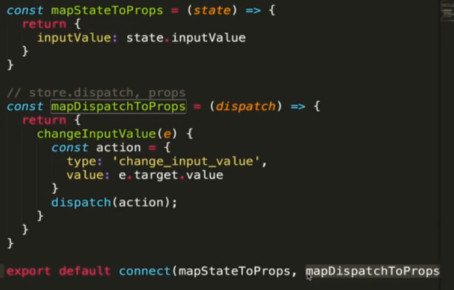 const mapStateToProps = (state) => {
  return {
    inputValue: state.inputValue
  }
}
// store.dispatch, props
const mapDispatchToProps = (dispatch) => {
  return {
    changeInputValue(e) {
      const action = {
        type: 'change_input_value',
        value: e.target.value
      }
      dispatch(action);
    }
  }
}
export default connect(mapStateToProps, mapDispatchToProps